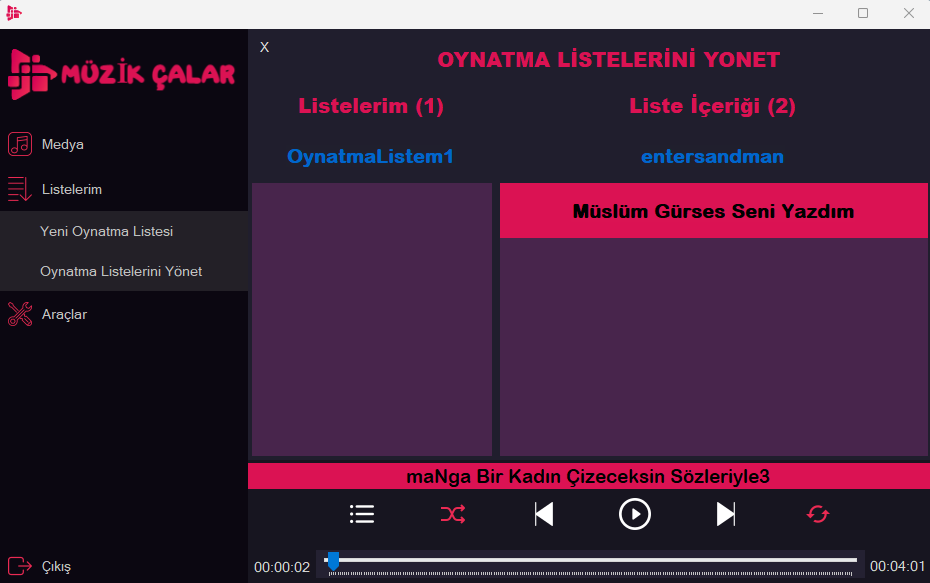 MÜZİK ÇALAR
Medya
Listelerim
Yeni Oynatma Listesi
Oynatma Listelerini Yönet
Araçlar
Çıkış
X
OYNATMA LİSTELERİNİ YONET
Listelerim (1)
Liste İçeriği (2)
OynatmaListem1
entersandman
Müslüm Gürses Seni Yazdım
maNga Bir Kadın Çizeceksin Sözleriyle3
00:00:02
00:04:01